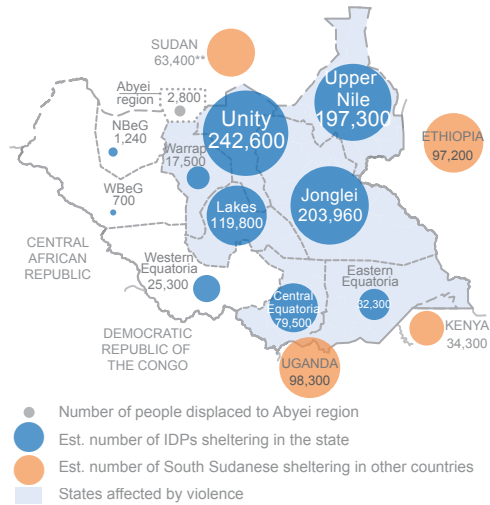 SUDAN
63,400**
Abyei
region
2,800
Upper
Nile
197,300
NBeG
1,240
Unity
242,600
ETHIOPIA
97,200
Warrap
17,500
WBeG
700
Lakes
119,800
Jonglei
203,960
CENTRAL
AFRICAN
REPUBLIC
Western
Equatoria
25,300
Eastern
Equatoria
32,300
Central
Equatoria
79,500
DEMOCRATIC
REPUBLIC OF
THE CONGO
KENYA
34,300
UGANDA
98,300
Number of people displaced to Abyei region
Est. number of IDPs sheltering in the state
Est. number of South Sudanese sheltering in other countries
States affected by violence